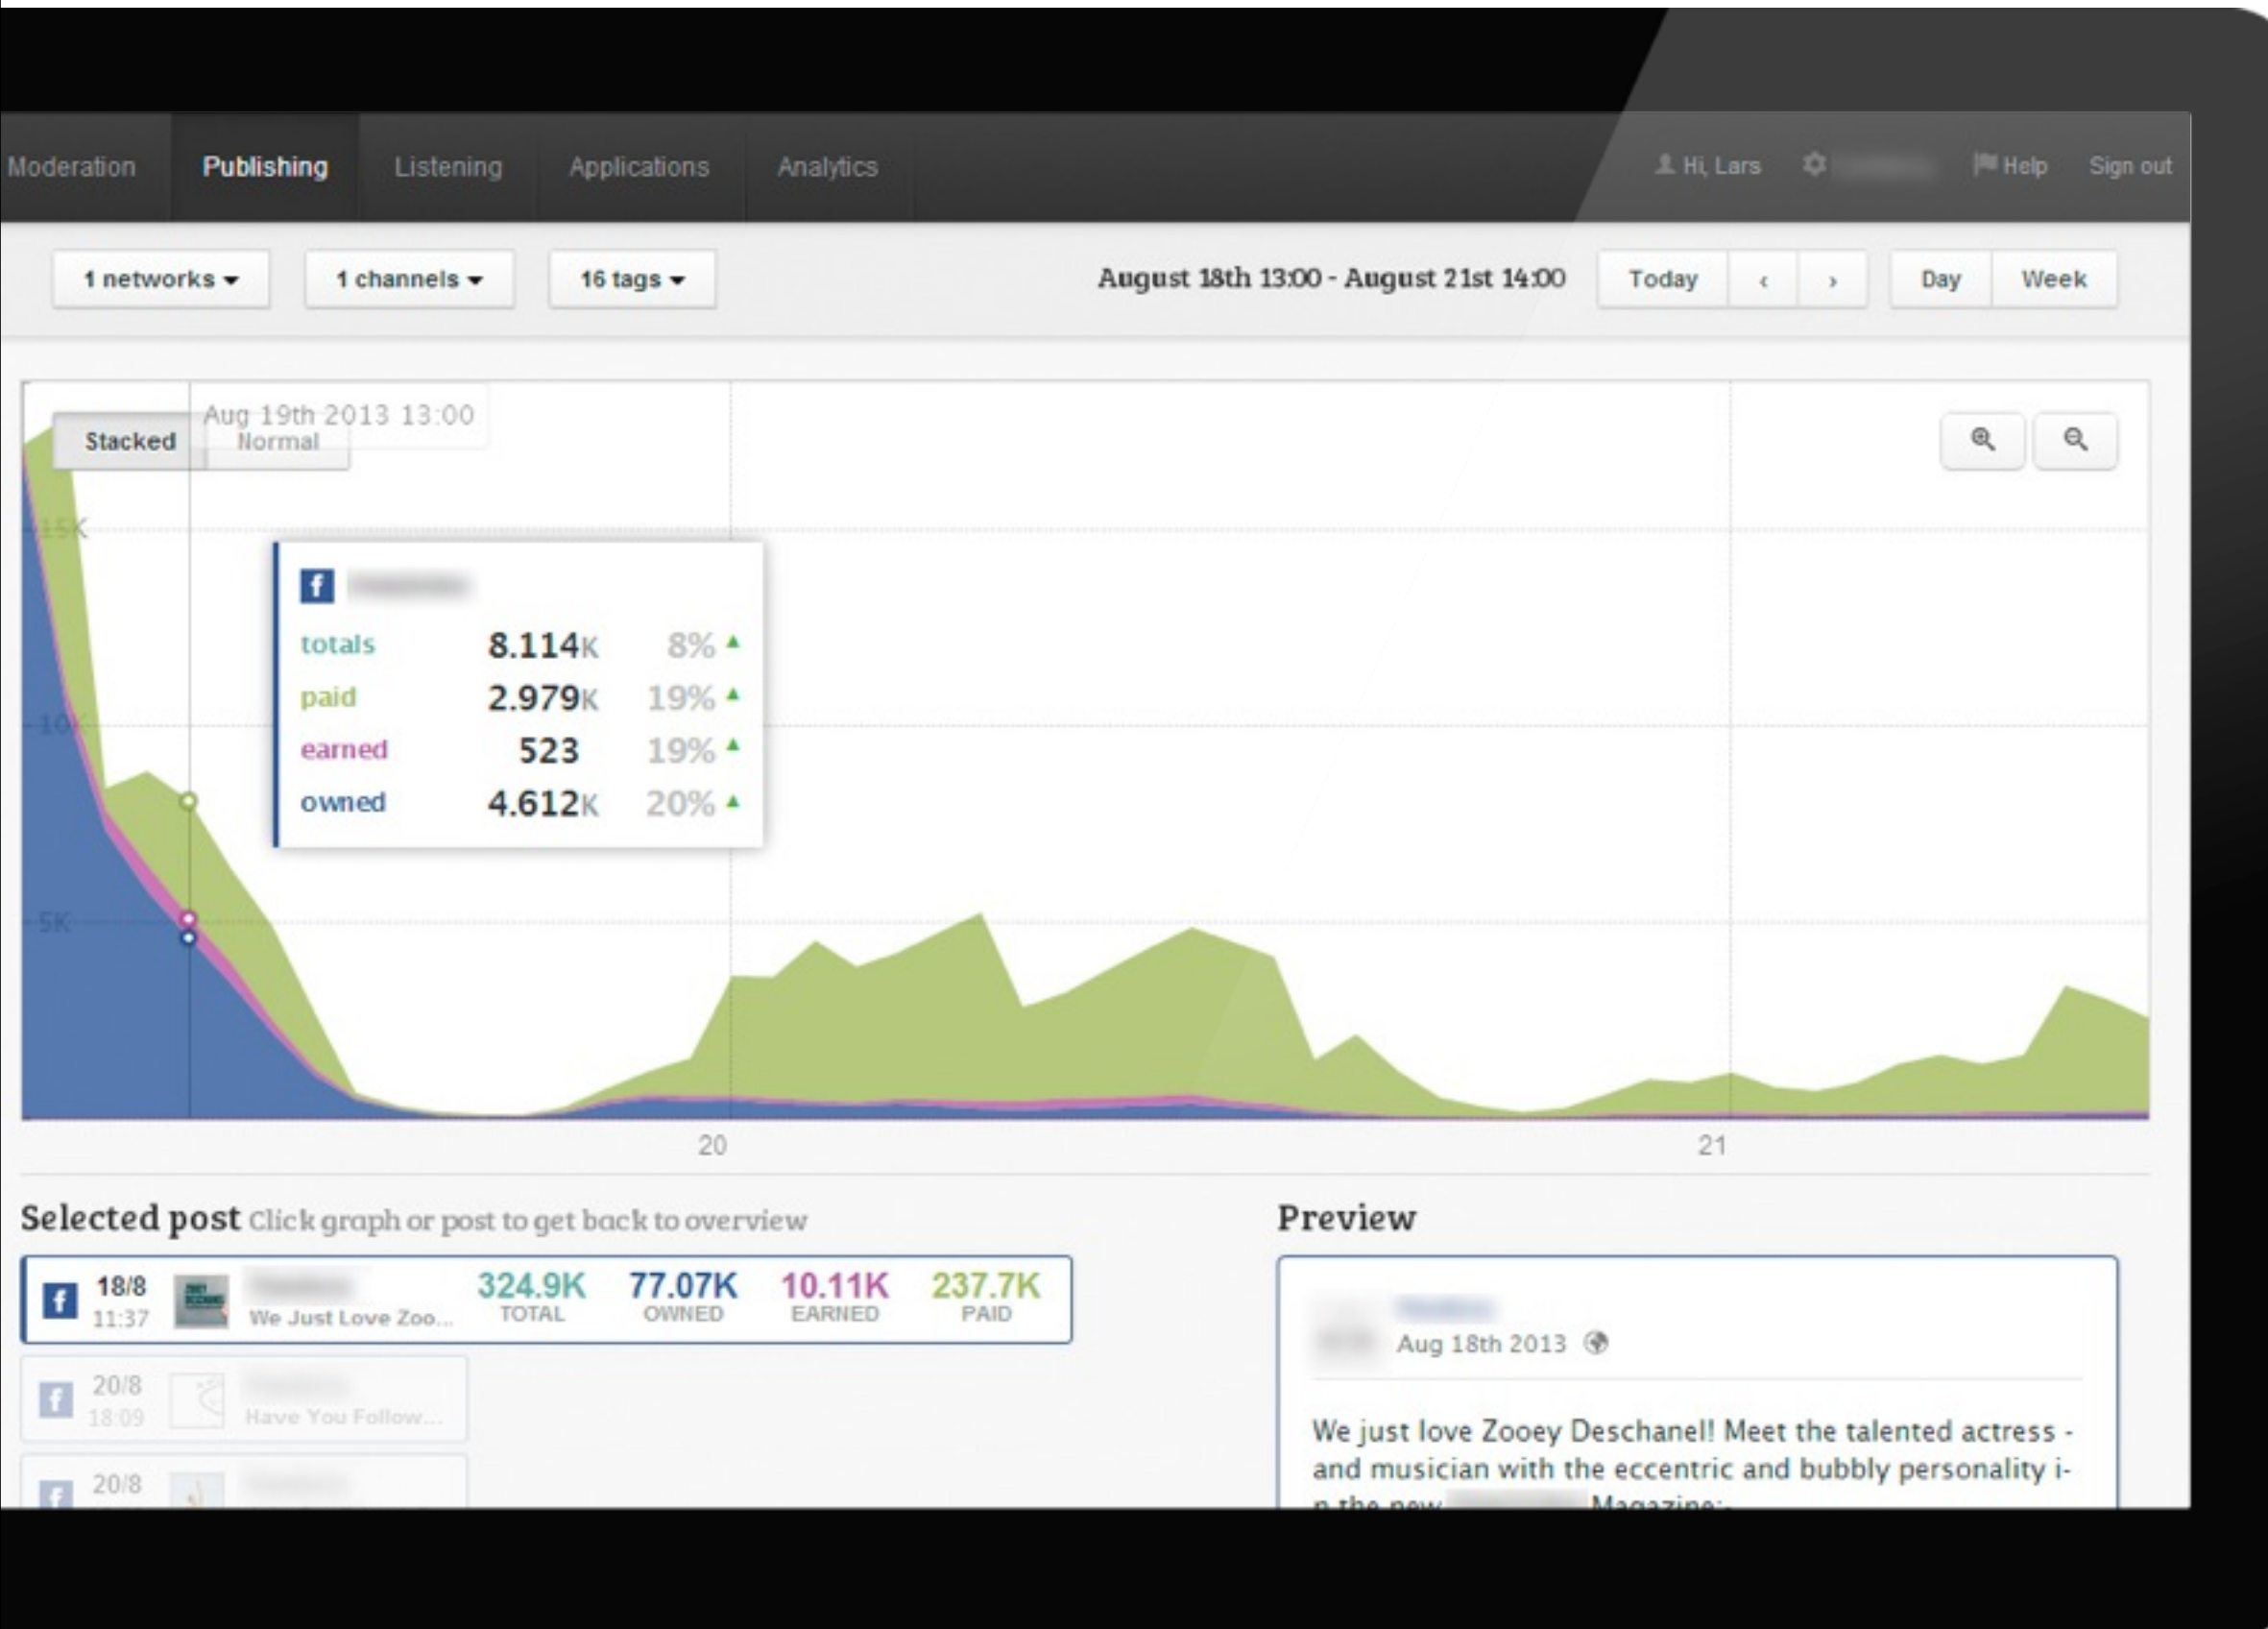 Moderation Publishing Listening Applications Analytics Hi, Lars Help Sign out
1 networks 1 channels 16 tags August 18th 13:00 - August 21st 14:00 Today ‹ › Day Week
Aug 19th 2013 13:00
Stacked Normal
15K
f
totals 8.114K 8%
paid 2.979K 19%
10K
earned 523 19%
owned 4.612K 20%
5K
20 21
Selected post Click graph or post to get back to overview
Preview
f 18/8 324.9K 77.07K 10.11K 237.7K
11:37 We Just Love Zoo... TOTAL OWNED EARNED PAID
f 20/8
18:09 Have You Follow...
f 20/8
Aug 18th 2013
We just love Zooey Deschanel! Meet the talented actress -
and musician with the eccentric and bubbly personality i-
n the new Magazine:-